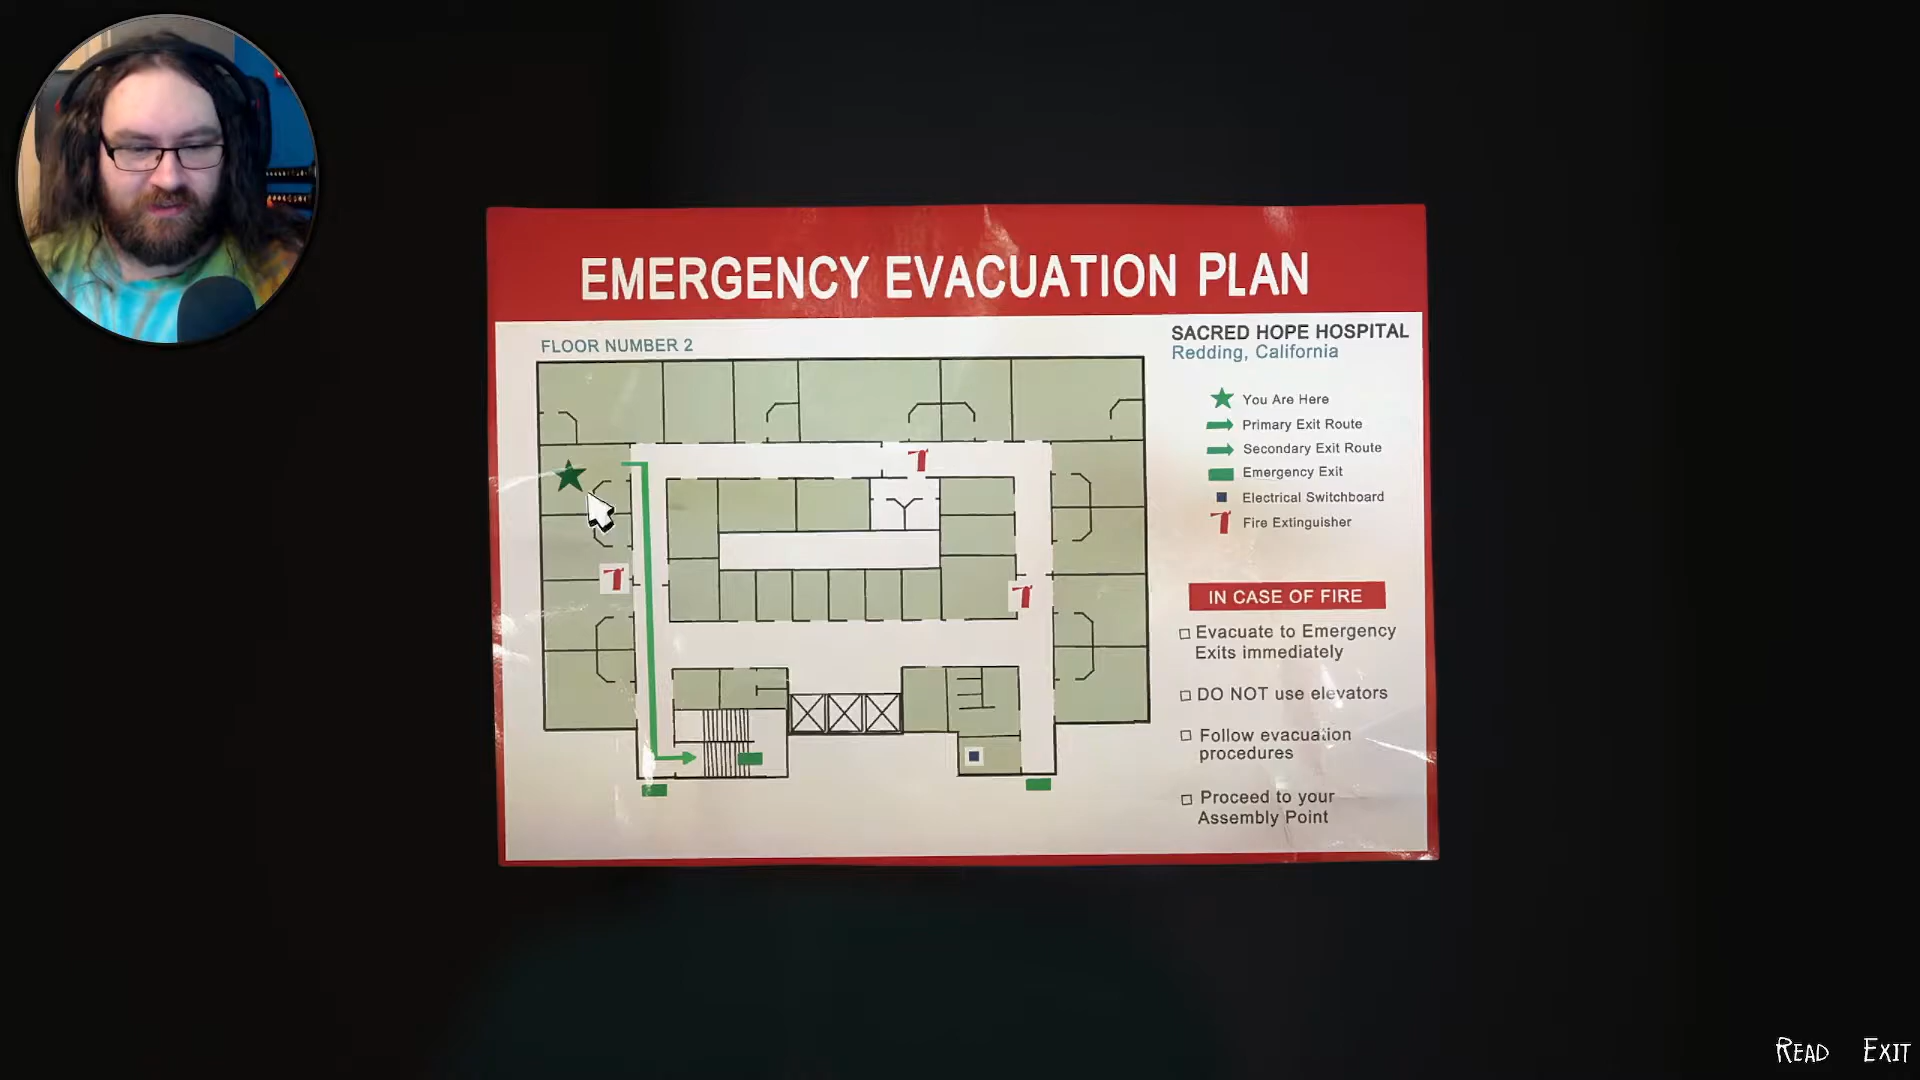 EMERGENCY EVACUATION PLAN
FLOOR NUMBER 2
SACRED HOPE HOSPITAL
Redding, California
You Are Here
Primary Exit Route
Secondary Exit Route
Emergency Exit
Electrical Switchboard
Fire Extinguisher
IN CASE OF FIRE
Evacuate to Emergency
Exits immediately
DO NOT use elevators
Follow evacuation
procedures
Proceed to your
Assembly Point
READ EXIT